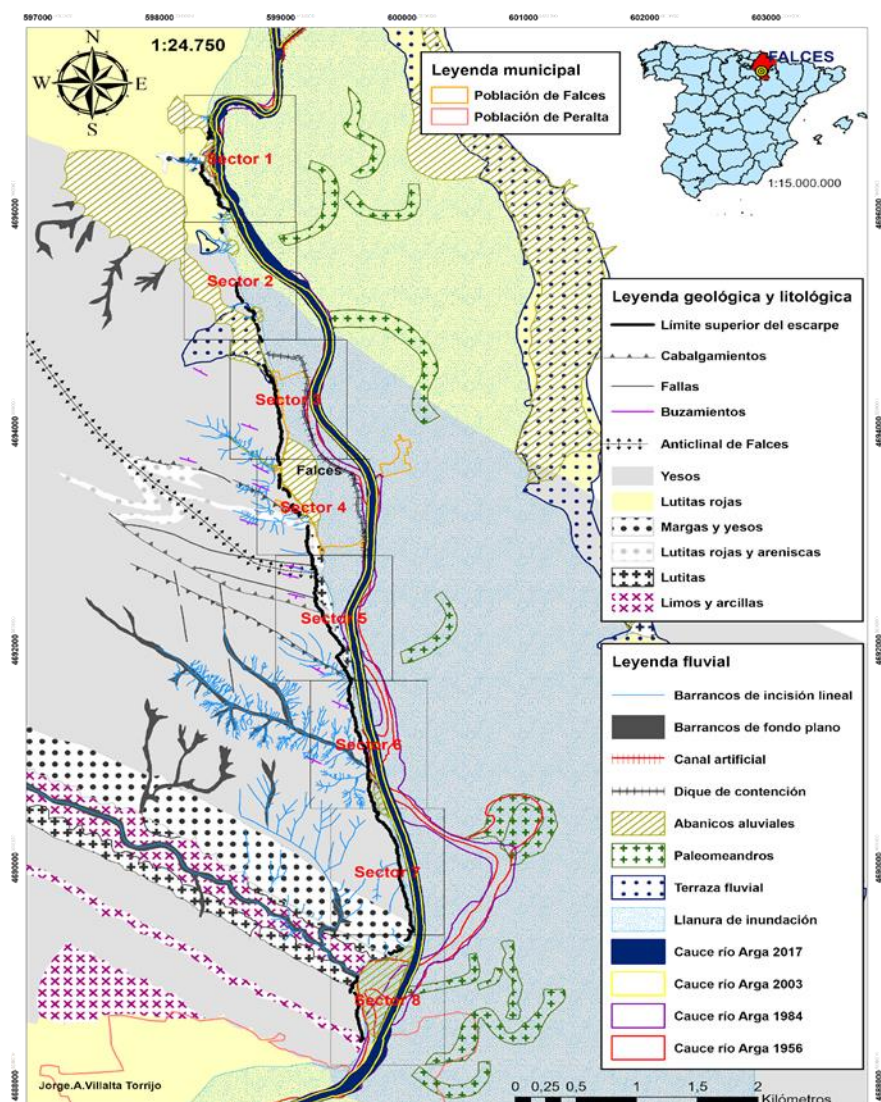 597000 598000 599000 600000 601000 602000 603000
N
W E
S
1:24.750
Leyenda municipal
Población de Falces
Población de Peralta
FALCES
1:15.000.000
4696000
4696000
Sector 1
Sector 2
Sector 3
4694000
4694000
Falces
Sector 4
Sector 5
4692000
4692000
Sector 6
Sector 7
4690000
4690000
Sector 8
4688000
4688000
Leyenda geológica y litológica
Límite superior del escarpe
Cabalgamientos
Fallas
Buzamientos
Anticlinal de Falces
Yesos
Lutitas rojas
Margas y yesos
Lutitas rojas y areniscas
Lutitas
Limos y arcillas
Leyenda fluvial
Barrancos de incisión lineal
Barrancos de fondo plano
Canal artificial
Dique de contención
Abanicos aluviales
Paleomeandros
Terraza fluvial
Llanura de inundación
Cauce río Arga 2017
Cauce río Arga 2003
Cauce río Arga 1984
Cauce río Arga 1956
Jorge.A.Villalta Torrijo
0 0,25 0,5 1 1,5 2
Kilómetros